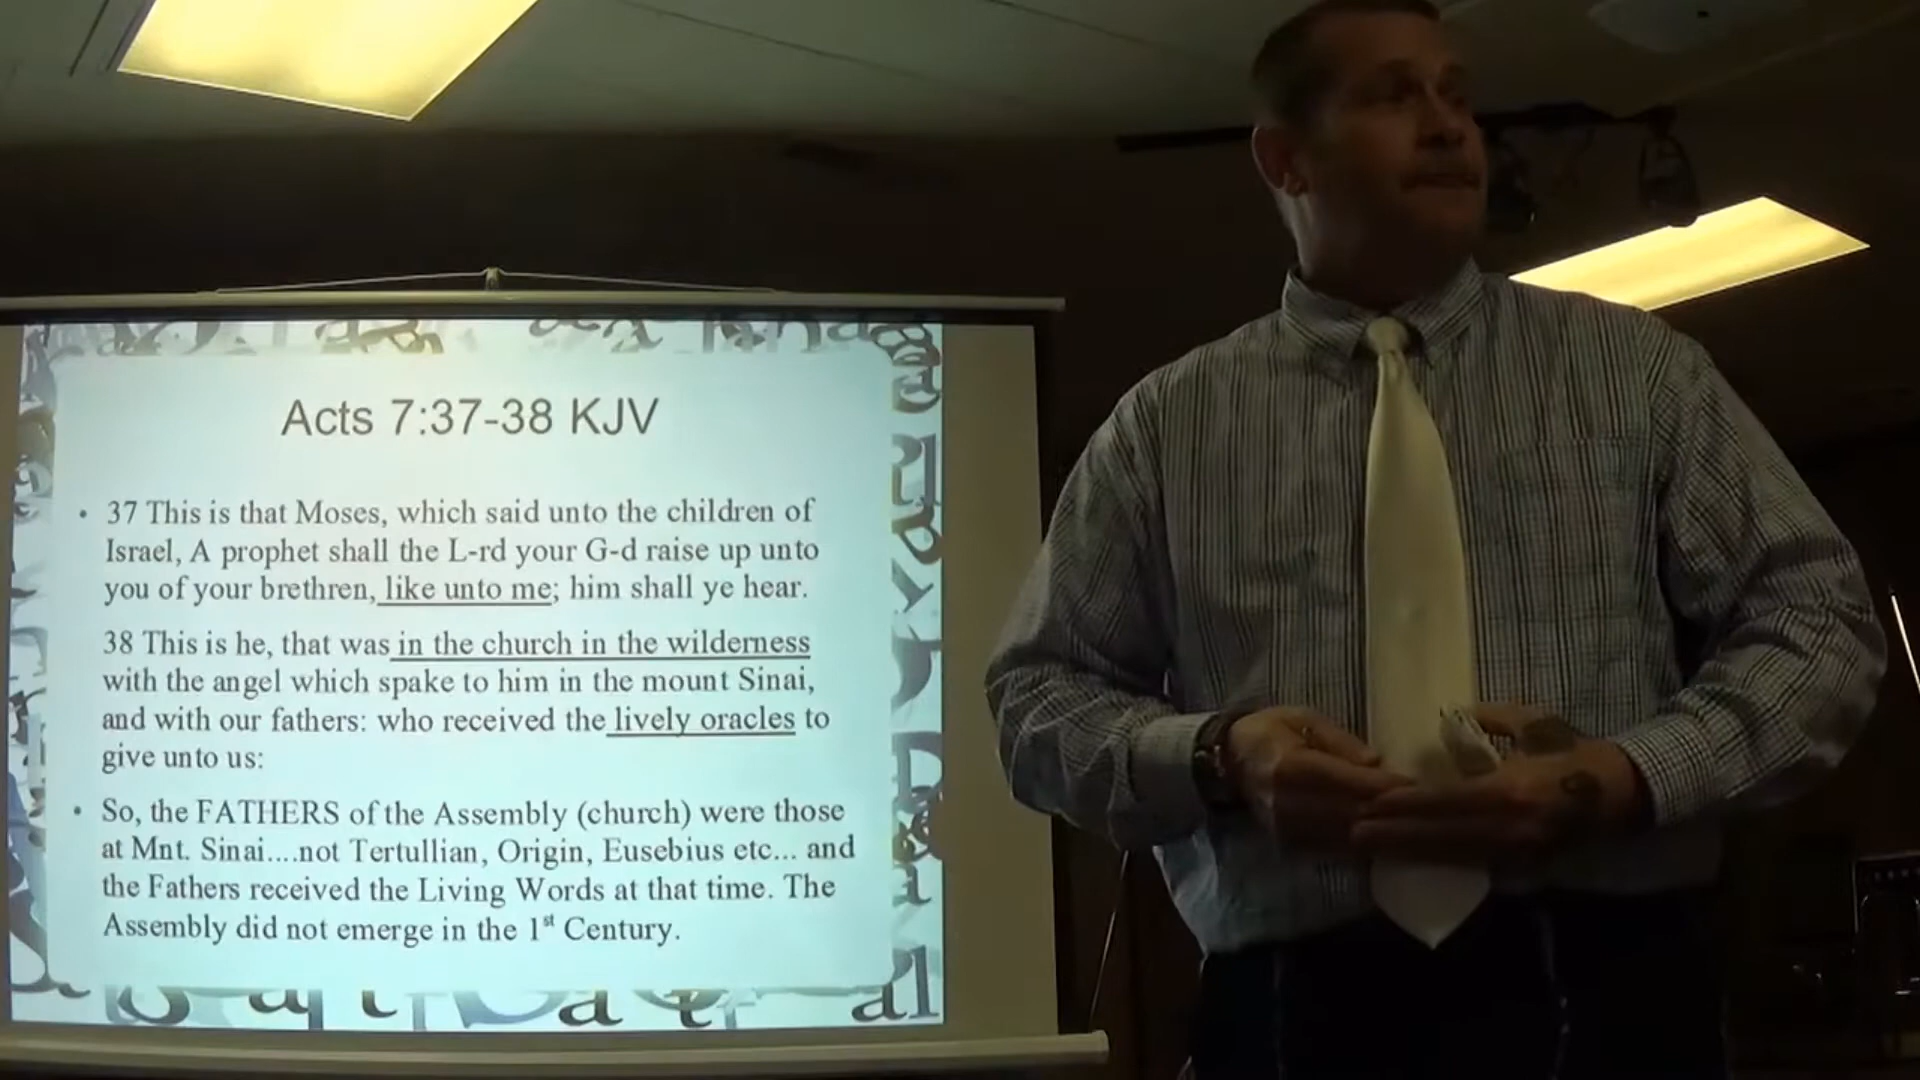 Acts 7:37-38 KJV
• 37 This is that Moses, which said unto the children of
Israel, A prophet shall the L-rd your G-d raise up unto
you of your brethren, like unto me; him shall ye hear.
38 This is he, that was in the church in the wilderness
with the angel which spake to him in the mount Sinai,
and with our fathers: who received the lively oracles to
give unto us:
• So, the FATHERS of the Assembly (church) were those
at Mnt. Sinai....not Tertullian, Origin, Eusebius etc... and
the Fathers received the Living Words at that time. The
Assembly did not emerge in the 1st Century.